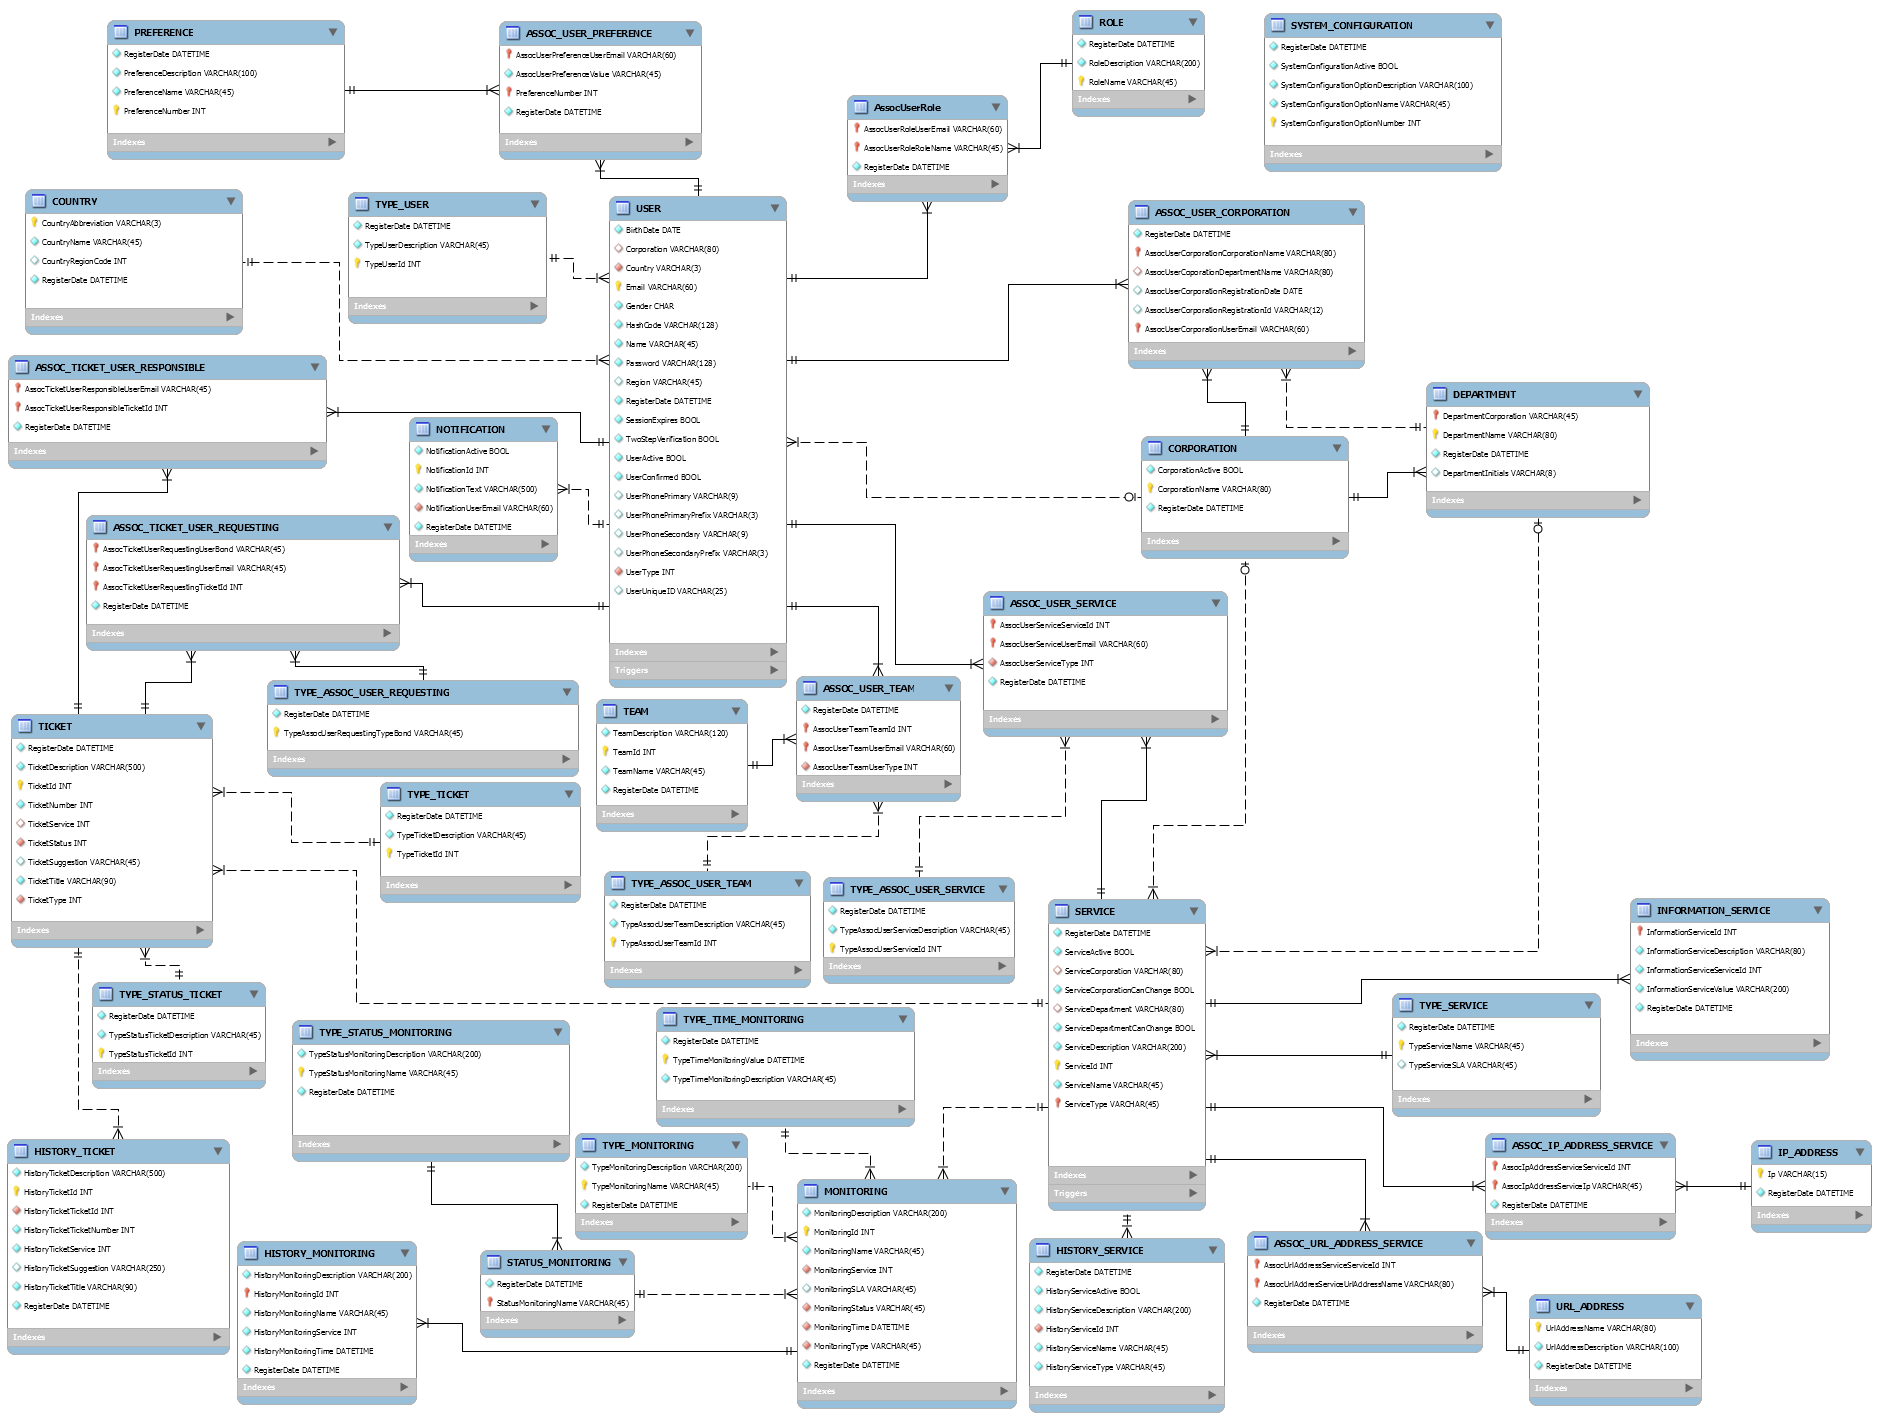 PREFERENCE
RegisterDate DATETIME
PreferenceDescription VARCHAR(100)
PreferenceName VARCHAR(45)
PreferenceNumber INT
Indexes
ASSOC_USER_PREFERENCE
AssocUserPreferenceUserEmail VARCHAR(60)
AssocUserPreferenceValue VARCHAR(45)
PreferenceNumber INT
RegisterDate DATETIME
Indexes
AssocUserRole
AssocUserRoleUserEmail VARCHAR(60)
AssocUserRoleRoleName VARCHAR(45)
RegisterDate DATETIME
Indexes
ROLE
RegisterDate DATETIME
RoleDescription VARCHAR(200)
RoleName VARCHAR(45)
Indexes
SYSTEM_CONFIGURATION
RegisterDate DATETIME
SystemConfigurationActive BOOL
SystemConfigurationOptionDescription VARCHAR(100)
SystemConfigurationOptionName VARCHAR(45)
SystemConfigurationOptionNumber INT
Indexes
COUNTRY
CountryAbbreviation VARCHAR(3)
CountryName VARCHAR(45)
CountryRegionCode INT
RegisterDate DATETIME
Indexes
TYPE_USER
RegisterDate DATETIME
TypeUserDescription VARCHAR(45)
TypeUserId INT
Indexes
USER
BirthDate DATE
Corporation VARCHAR(80)
Country VARCHAR(3)
Email VARCHAR(60)
Gender CHAR
HashCode VARCHAR(128)
Name VARCHAR(45)
Password VARCHAR(128)
Region VARCHAR(45)
RegisterDate DATETIME
SessionExpires BOOL
TwoStepVerification BOOL
UserActive BOOL
UserConfirmed BOOL
UserPhonePrimary VARCHAR(9)
UserPhonePrimaryPrefix VARCHAR(3)
UserPhoneSecondary VARCHAR(9)
UserPhoneSecondaryPrefix VARCHAR(3)
UserType INT
UserUniqueID VARCHAR(25)
Indexes
Triggers
ASSOC_USER_CORPORATION
RegisterDate DATETIME
AssocUserCorporationCorporationName VARCHAR(80)
AssocUserCoporationDepartmentName VARCHAR(80)
AssocUserCorporationRegistrationDate DATE
AssocUserCorporationRegistrationId VARCHAR(12)
AssocUserCorporationUserEmail VARCHAR(60)
Indexes
ASSOC_TICKET_USER_RESPONSIBLE
AssocTicketUserResponsibleUserEmail VARCHAR(45)
AssocTicketUserResponsibleTicketId INT
RegisterDate DATETIME
Indexes
NOTIFICATION
NotificationActive BOOL
NotificationId INT
NotificationText VARCHAR(500)
NotificationUserEmail VARCHAR(60)
RegisterDate DATETIME
Indexes
DEPARTMENT
DepartmentCorporation VARCHAR(45)
DepartmentName VARCHAR(80)
RegisterDate DATETIME
DepartmentInitials VARCHAR(8)
Indexes
CORPORATION
CorporationActive BOOL
CorporationName VARCHAR(80)
RegisterDate DATETIME
Indexes
ASSOC_TICKET_USER_REQUESTING
AssocTicketUserRequestingUserBond VARCHAR(45)
AssocTicketUserRequestingUserEmail VARCHAR(45)
AssocTicketUserRequestingTicketId INT
RegisterDate DATETIME
Indexes
ASSOC_USER_SERVICE
AssocUserServiceServiceId INT
AssocUserServiceUserEmail VARCHAR(60)
AssocUserServiceType INT
RegisterDate DATETIME
Indexes
TYPE_ASSOC_USER_REQUESTING
RegisterDate DATETIME
TypeAssocUserRequestingTypeBond VARCHAR(45)
Indexes
TEAM
TeamDescription VARCHAR(120)
TeamId INT
TeamName VARCHAR(45)
RegisterDate DATETIME
Indexes
ASSOC_USER_TEAM
RegisterDate DATETIME
AssocUserTeamTeamId INT
AssocUserTeamUserEmail VARCHAR(60)
AssocUserTeamUserType INT
Indexes
TICKET
RegisterDate DATETIME
TicketDescription VARCHAR(500)
TicketId INT
TicketNumber INT
TicketService INT
TicketStatus INT
TicketSuggestion VARCHAR(45)
TicketTitle VARCHAR(90)
TicketType INT
Indexes
TYPE_TICKET
RegisterDate DATETIME
TypeTicketDescription VARCHAR(45)
TypeTicketId INT
Indexes
TYPE_ASSOC_USER_TEAM
RegisterDate DATETIME
TypeAssocUserTeamDescription VARCHAR(45)
TypeAssocUserTeamId INT
Indexes
TYPE_ASSOC_USER_SERVICE
RegisterDate DATETIME
TypeAssocUserServiceDescription VARCHAR(45)
TypeAssocUserServiceId INT
Indexes
SERVICE
RegisterDate DATETIME
ServiceActive BOOL
ServiceCorporation VARCHAR(80)
ServiceCorporationCanChange BOOL
ServiceDepartment VARCHAR(80)
ServiceDepartmentCanChange BOOL
ServiceDescription VARCHAR(200)
ServiceId INT
ServiceName VARCHAR(45)
ServiceType VARCHAR(45)
Indexes
Triggers
INFORMATION_SERVICE
InformationServiceId INT
InformationServiceDescription VARCHAR(80)
InformationServiceServiceId INT
InformationServiceValue VARCHAR(200)
RegisterDate DATETIME
Indexes
TYPE_STATUS_TICKET
RegisterDate DATETIME
TypeStatusTicketDescription VARCHAR(45)
TypeStatusTicketId INT
Indexes
TYPE_STATUS_MONITORING
TypeStatusMonitoringDescription VARCHAR(200)
TypeStatusMonitoringName VARCHAR(45)
RegisterDate DATETIME
Indexes
TYPE_TIME_MONITORING
RegisterDate DATETIME
TypeTimeMonitoringValue DATETIME
TypeTimeMonitoringDescription VARCHAR(45)
Indexes
TYPE_SERVICE
RegisterDate DATETIME
TypeServiceName VARCHAR(45)
TypeServiceSLA VARCHAR(45)
Indexes
HISTORY_TICKET
HistoryTicketDescription VARCHAR(500)
HistoryTicketId INT
HistoryTicketTicketId INT
HistoryTicketTicketNumber INT
HistoryTicketService INT
HistoryTicketSuggestion VARCHAR(250)
HistoryTicketTitle VARCHAR(90)
RegisterDate DATETIME
Indexes
TYPE_MONITORING
TypeMonitoringDescription VARCHAR(200)
TypeMonitoringName VARCHAR(45)
RegisterDate DATETIME
Indexes
MONITORING
MonitoringDescription VARCHAR(200)
MonitoringId INT
MonitoringName VARCHAR(45)
MonitoringService INT
MonitoringSLA VARCHAR(45)
MonitoringStatus VARCHAR(45)
MonitoringTime DATETIME
MonitoringType VARCHAR(45)
RegisterDate DATETIME
Indexes
ASSOC_IP_ADDRESS_SERVICE
AssocIpAddressServiceServiceId INT
AssocIpAddressServiceIp VARCHAR(45)
RegisterDate DATETIME
Indexes
IP_ADDRESS
Ip VARCHAR(15)
RegisterDate DATETIME
Indexes
HISTORY_MONITORING
HistoryMonitoringDescription VARCHAR(200)
HistoryMonitoringId INT
HistoryMonitoringName VARCHAR(45)
HistoryMonitoringService INT
HistoryMonitoringTime DATETIME
RegisterDate DATETIME
Indexes
STATUS_MONITORING
RegisterDate DATETIME
StatusMonitoringName VARCHAR(45)
Indexes
HISTORY_SERVICE
RegisterDate DATETIME
HistoryServiceActive BOOL
HistoryServiceDescription VARCHAR(200)
HistoryServiceId INT
HistoryServiceName VARCHAR(45)
HistoryServiceType VARCHAR(45)
Indexes
ASSOC_URL_ADDRESS_SERVICE
AssocUrlAddressServiceServiceId INT
AssocUrlAddressServiceUrlAddressName VARCHAR(80)
RegisterDate DATETIME
Indexes
URL_ADDRESS
UrlAddressName VARCHAR(80)
UrlAddressDescription VARCHAR(100)
RegisterDate DATETIME
Indexes